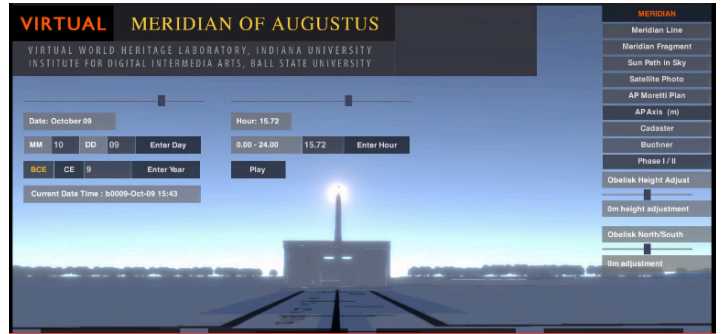 VIRTUAL MERIDIAN OF AUGUSTUS
VIRTUAL WORLD HERITAGE LABORATORY, INDIANA UNIVERSITY
INSTITUTE FOR DIGITAL INTERMEDIA ARTS, BALL STATE UNIVERSITY
Date: October 09
MM 10 DD 09 Enter Day
BCE CE 9 Enter Year
Current Date Time : b0009-Oct-09 15:43
Hour: 15.72
0.00 - 24.00 15.72 Enter Hour
Play
MERIDIAN
Meridian Line
Meridian Fragment
Sun Path in Sky
Satellite Photo
AP Moretti Plan
AP Axis (m)
Cadaster
Buchner
Phase I / II
Obelisk Height Adjust
0m height adjustment
Obelisk North/South
0m adjustment